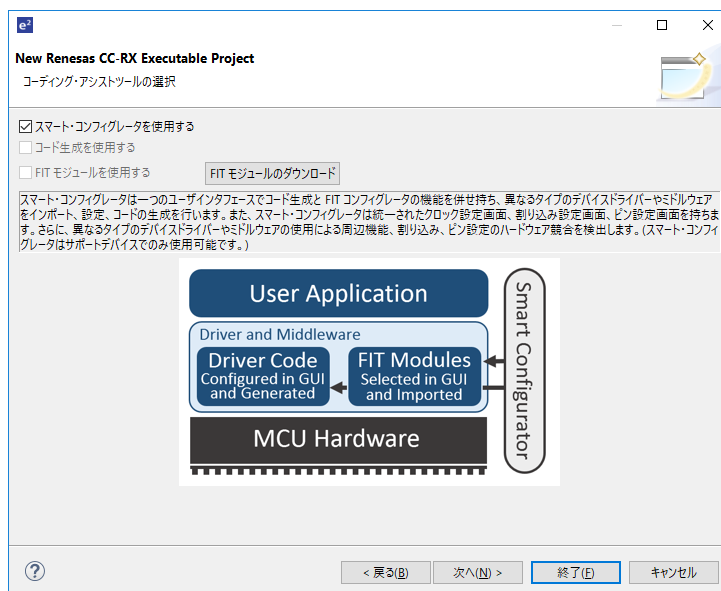 e²
New Renesas CC-RX Executable Project
コーディング・アシストツールの選択
スマート・コンフィグレータを使用する
コード生成を使用する
FIT モジュールを使用する
FIT モジュールのダウンロード
スマート・コンフィグレータは一つのユーザインタフェースでコード生成と FIT コンフィグレータの機能を併せ持ち、異なるタイプのデバイスドライバーやミドルウェア
をインポート、設定、コードの生成を行います。また、スマート・コンフィグレータは統一されたクロック設定画面、割り込み設定画面、ピン設定画面を持ちま
す。さらに、異なるタイプのデバイスドライバーやミドルウェアの使用による周辺機能、割り込み、ピン設定のハードウェア競合を検出します。(スマート・コンフィ
グレータはサポートデバイスでのみ使用可能です。)
User Application
Driver and Middleware
Driver Code
Configured in GUI
and Generated
FIT Modules
Selected in GUI
and Imported
MCU Hardware
Smart Configurator
?
< 戻る(B)
次へ(N) >
終了(F)
キャンセル